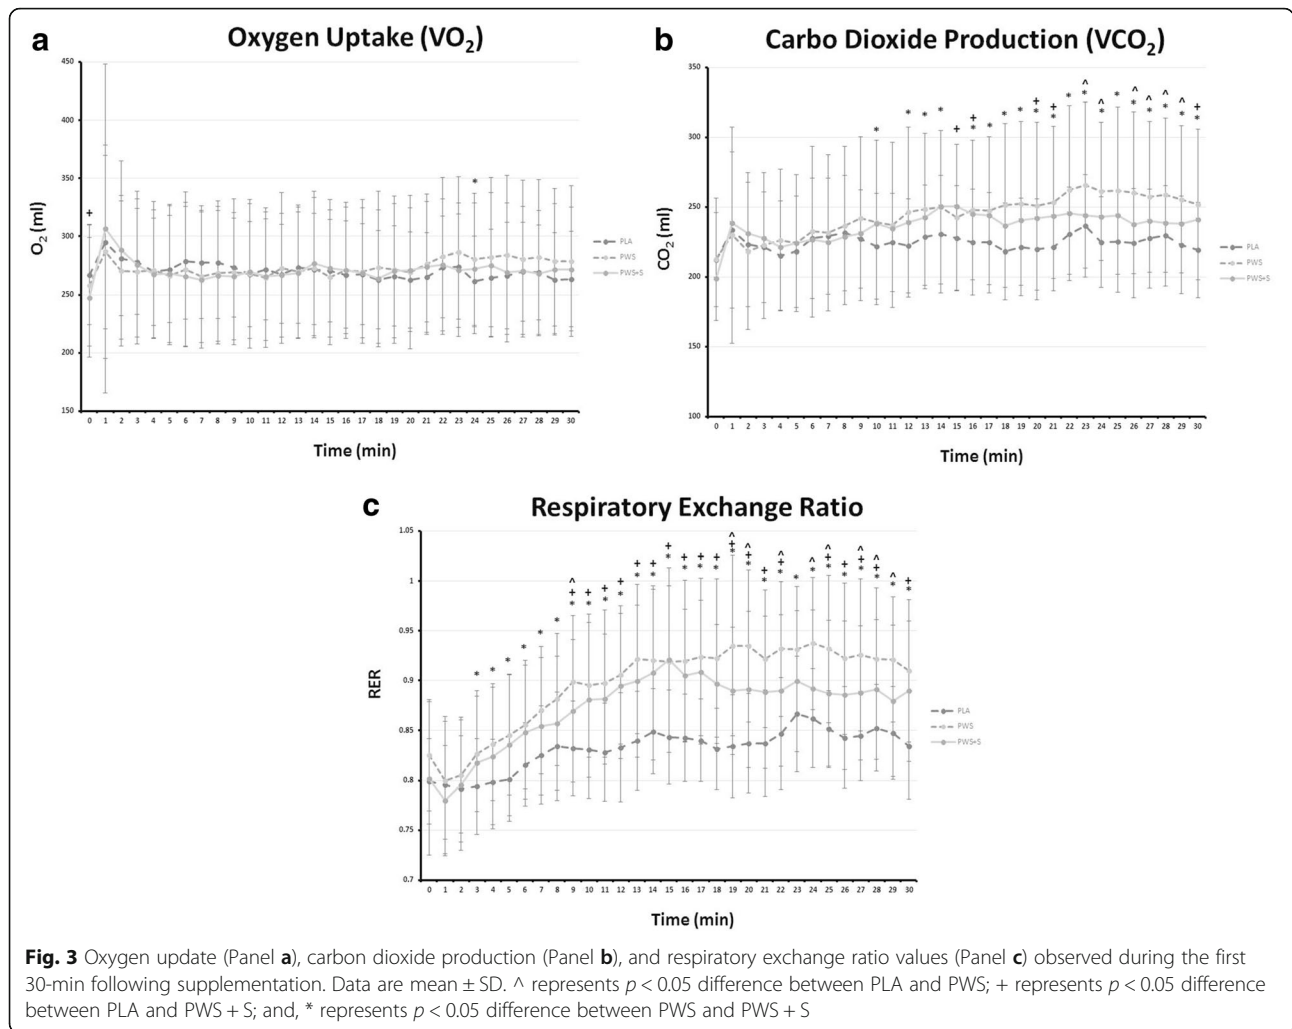 a
Oxygen Uptake (VO₂)
450
400
350
300
250
200
150
O₂ (ml)
+
*
PLA
PWS
PWS+S
0 1 2 3 4 5 6 7 8 9 10 11 12 13 14 15 16 17 18 19 20 21 22 23 24 25 26 27 28 29 30
Time (min)
b
Carbo Dioxide Production (VCO₂)
350
300
250
200
150
100
CO₂ (ml)
^ ^ ^ ^ ^ ^ ^
+ + + + +
* * * * * * * * * * * * * * * * * * * *
PLA
PWS
PWS+S
0 1 2 3 4 5 6 7 8 9 10 11 12 13 14 15 16 17 18 19 20 21 22 23 24 25 26 27 28 29 30
Time (min)
c
Respiratory Exchange Ratio
1.05
1
0.95
0.9
0.85
0.8
0.75
0.7
RER
^ ^ ^ ^ ^ ^ ^ ^ ^
+ + + + + + + + + + + + + + + + + + +
* * * * * * * * * * * * * * * * * * * * * * * * * * * *
PLA
PWS
PWS+S
0 1 2 3 4 5 6 7 8 9 10 11 12 13 14 15 16 17 18 19 20 21 22 23 24 25 26 27 28 29 30
Time (min)
Fig. 3 Oxygen update (Panel a), carbon dioxide production (Panel b), and respiratory exchange ratio values (Panel c) observed during the first
30-min following supplementation. Data are mean ± SD. ^ represents p < 0.05 difference between PLA and PWS; + represents p < 0.05 difference
between PLA and PWS + S; and, * represents p < 0.05 difference between PWS and PWS + S